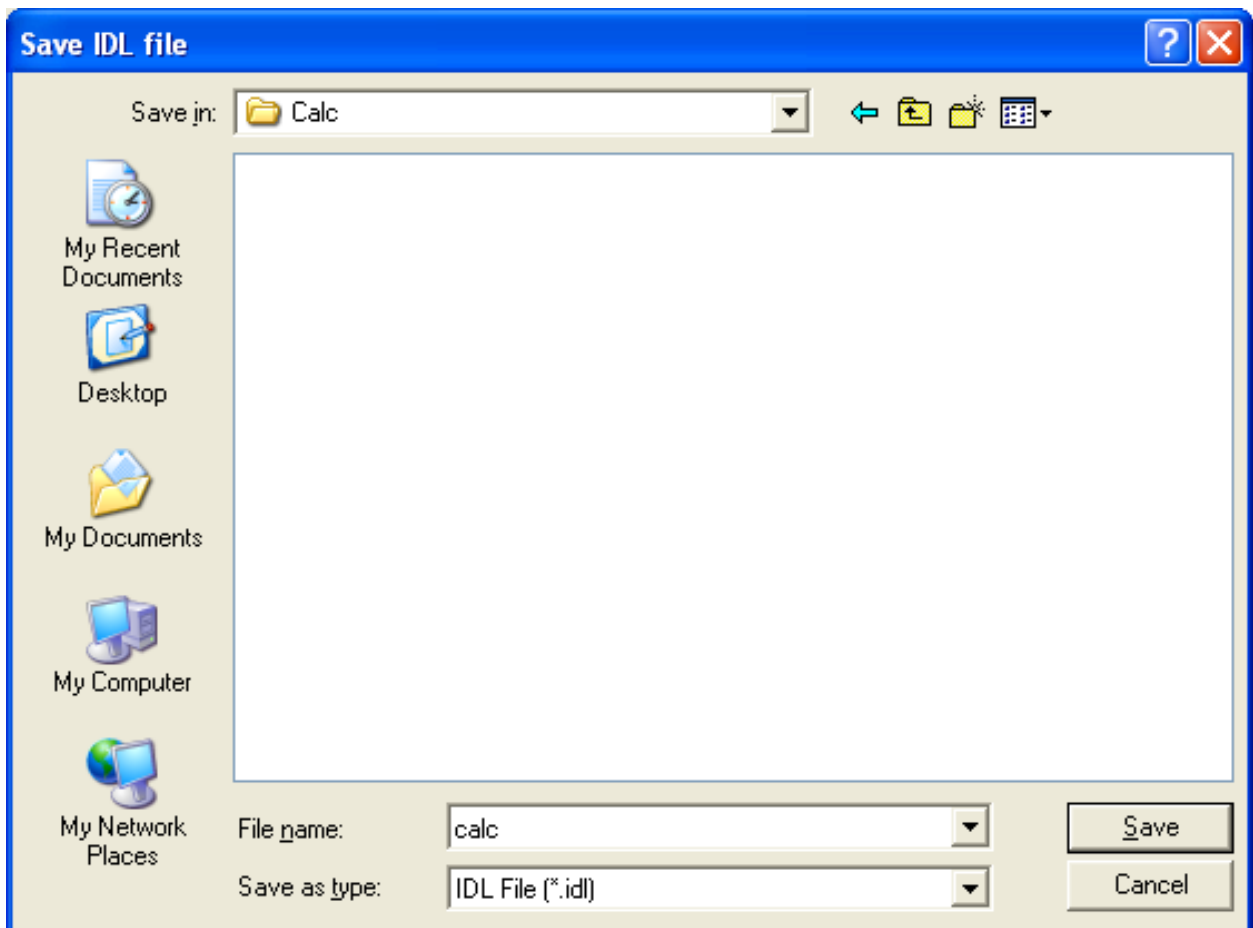 Save IDL file
Save in:
Calc
My Recent
Documents
Desktop
My Documents
My Computer
My Network
Places
File name:
calc
Save
Save as type:
IDL File (*.idl)
Cancel